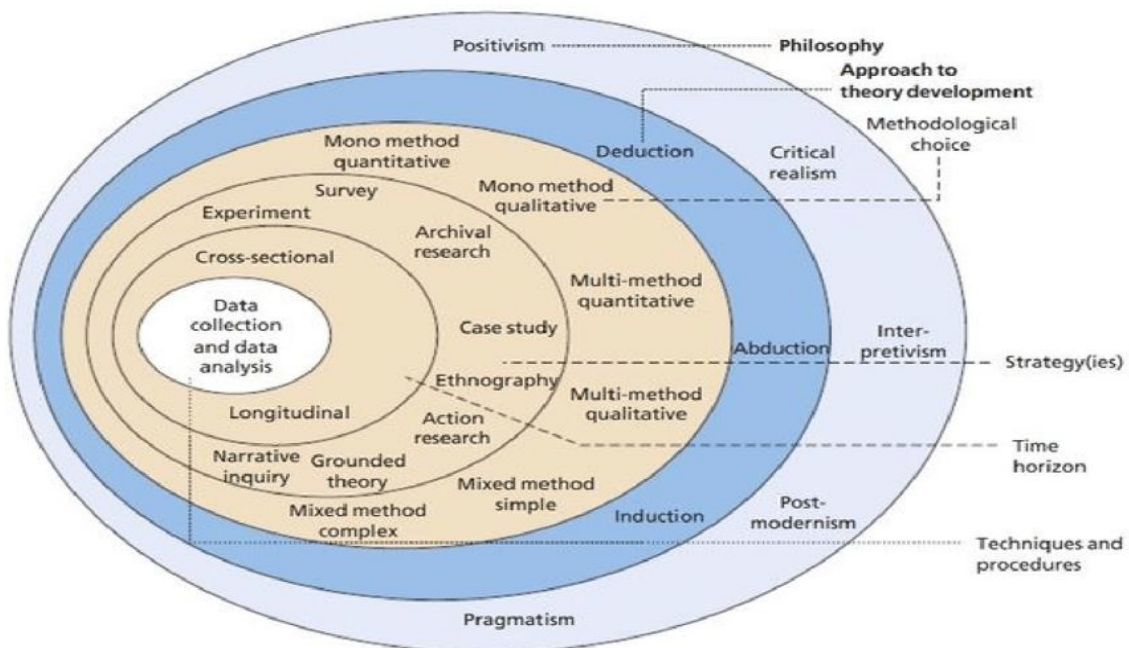 Positivism
Philosophy
Approach to
theory development
Methodological
choice
Mono method
quantitative
Deduction
Critical
realism
Survey
Mono method
qualitative
Experiment
Archival
research
Cross-sectional
Multi-method
quantitative
Data
collection
and data
analysis
Case study
Abduction
Inter-
pretivism
Strategy(ies)
Ethnography
Multi-method
qualitative
Longitudinal
Action
research
Time
horizon
Narrative
inquiry
Grounded
theory
Mixed method
simple
Mixed method
complex
Induction
Post-
modernism
Techniques and
procedures
Pragmatism